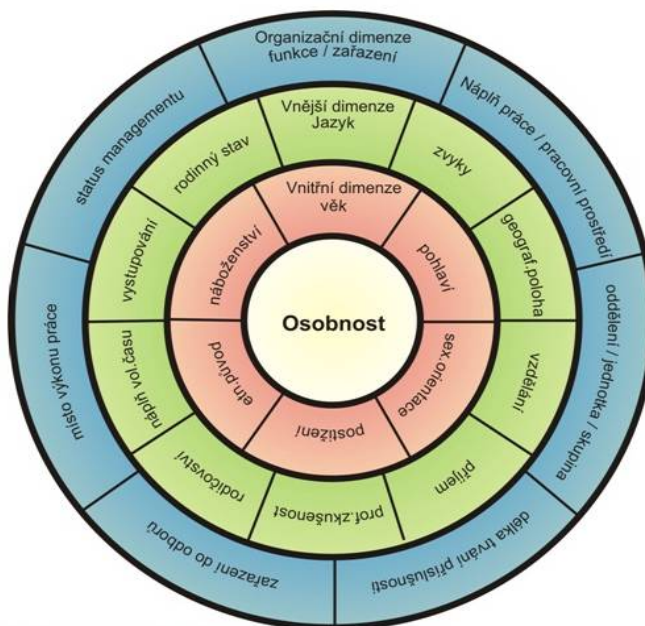 Organizační dimenze
funkce / zařazení
Náplň práce / pracovní prostředí
oddělení / jednotka / skupina
délka trvání příslušnosti
zařazení do odborů
místo výkonu práce
status managementu
Vnější dimenze
Jazyk
zvyky
geograf.poloha
vzdělání
příjem
prof.zkušenost
rodičovství
náplň vol.času
vystupování
rodinný stav
Vnitřní dimenze
věk
pohlaví
sex.orientace
postižení
etn.původ
náboženství
Osobnost